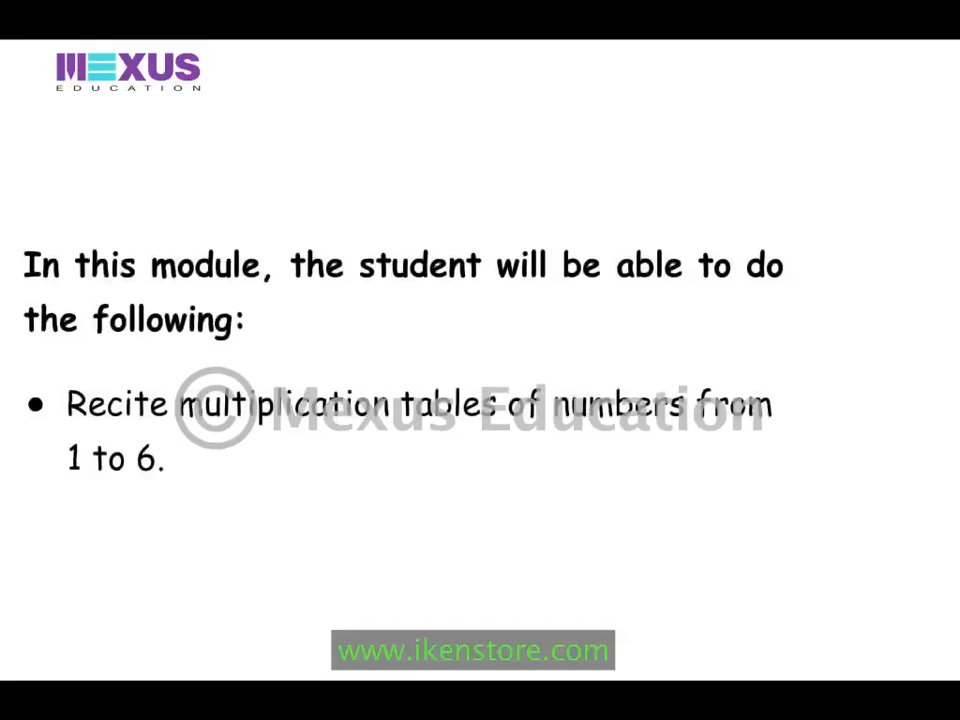 MEXUS
EDUCATION
In this module, the student will be able to do
the following:
● Recite multiplication tables of numbers from
© Mexus Education
1 to 6.
www.ikenstore.com